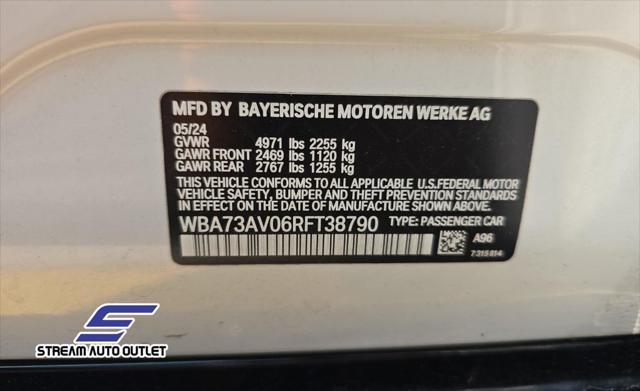 MFD BY BAYERISCHE MOTOREN WERKE AG
05/24
GVWR 4971 lbs 2255 kg
GAWR FRONT 2469 lbs 1120 kg
GAWR REAR 2767 lbs 1255 kg
THIS VEHICLE CONFORMS TO ALL APPLICABLE U.S.FEDERAL MOTOR
VEHICLE SAFETY, BUMPER AND THEFT PREVENTION STANDARDS
IN EFFECT ON THE DATE OF MANUFACTURE SHOWN ABOVE.
WBA73AV06RFT38790 TYPE: PASSENGER CAR
A96
7315814
STREAM AUTO OUTLET